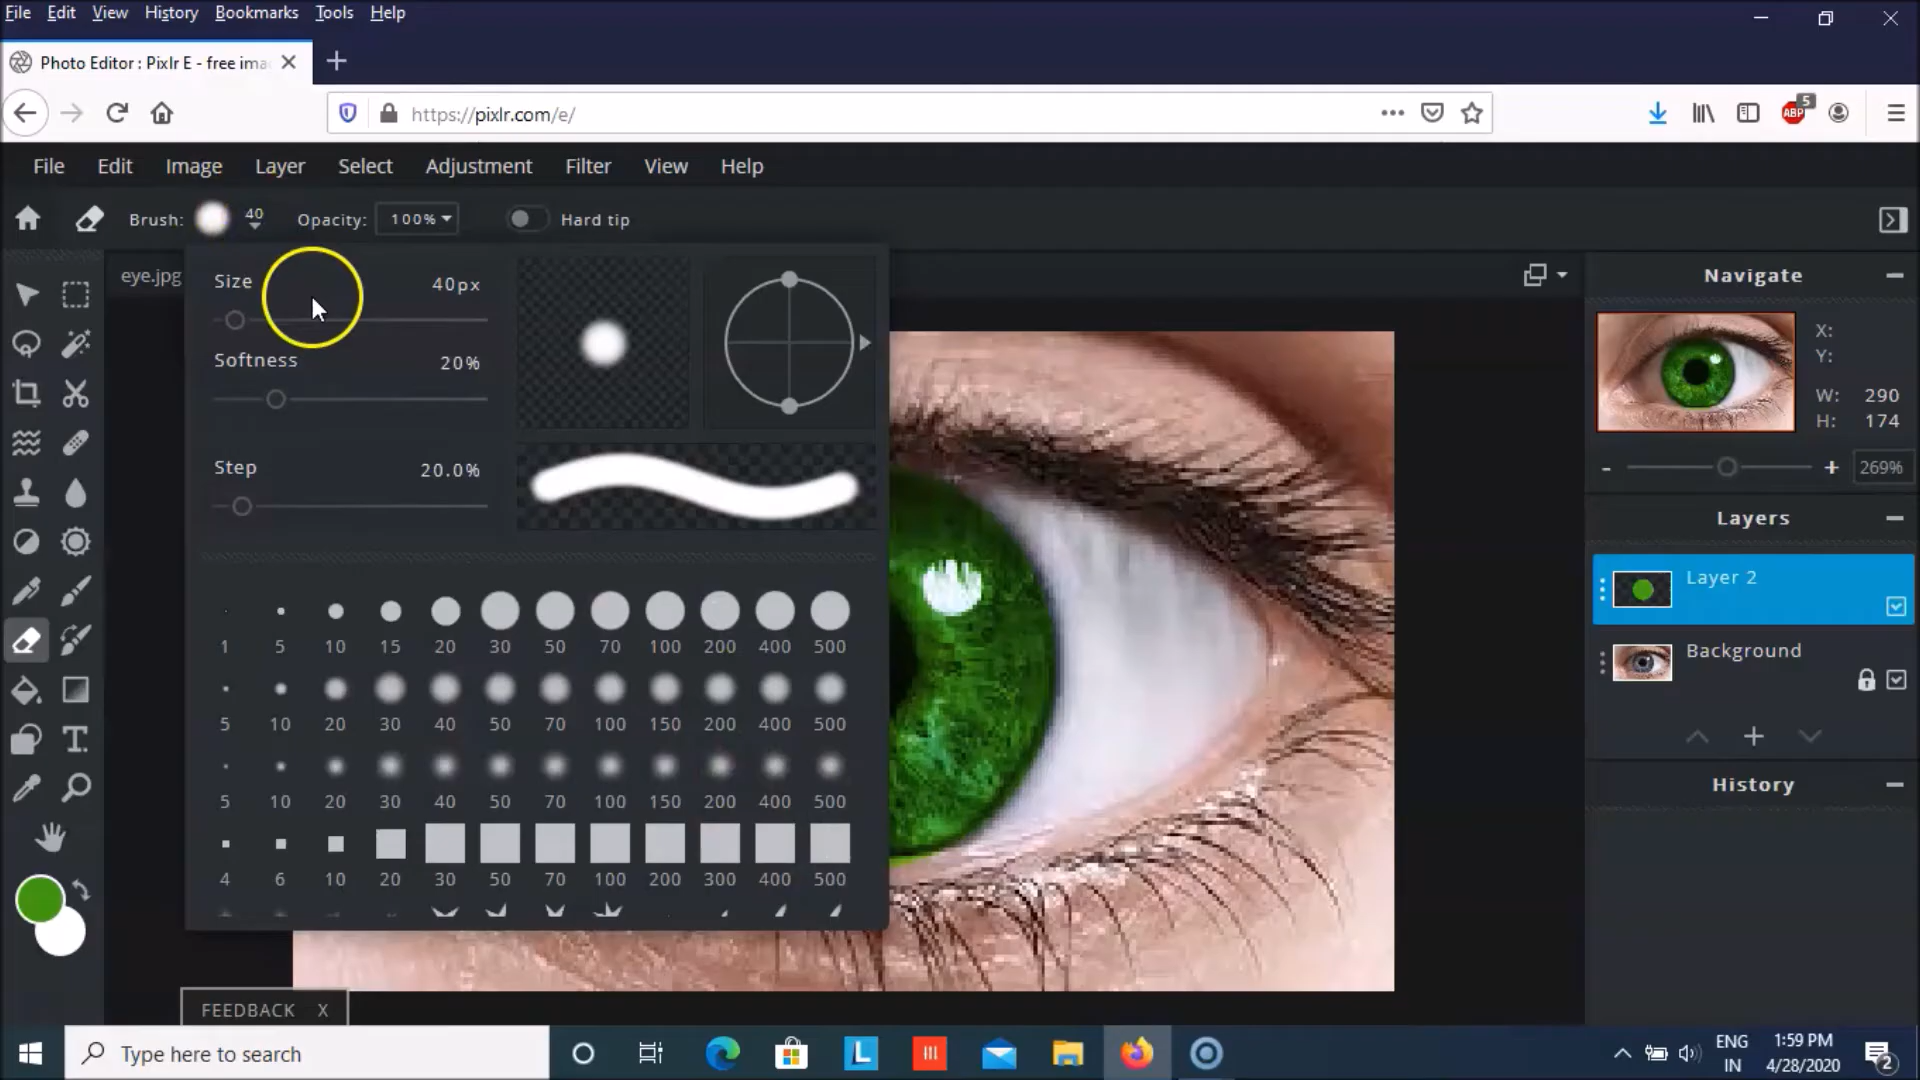 File Edit View History Bookmarks Tools Help
Photo Editor : Pixlr E - free ima
https://pixlr.com/e/
ABP 5
File Edit Image Layer Select Adjustment Filter View Help
Brush: 40 Opacity: 100% Hard tip
eye.jpg
Size 40px
Softness 20%
Step 20.0%
1 5 10 15 20 30 50 70 100 200 400 500
5 10 20 30 40 50 70 100 150 200 400 500
5 10 20 30 40 50 70 100 150 200 400 500
4 6 10 20 30 50 70 100 200 300 400 500
Navigate
X:
Y:
W: 290
H: 174
- + 269%
Layers
Layer 2
Background
History
FEEDBACK X
Type here to search
ENG
IN
1:59 PM
4/28/2020
2